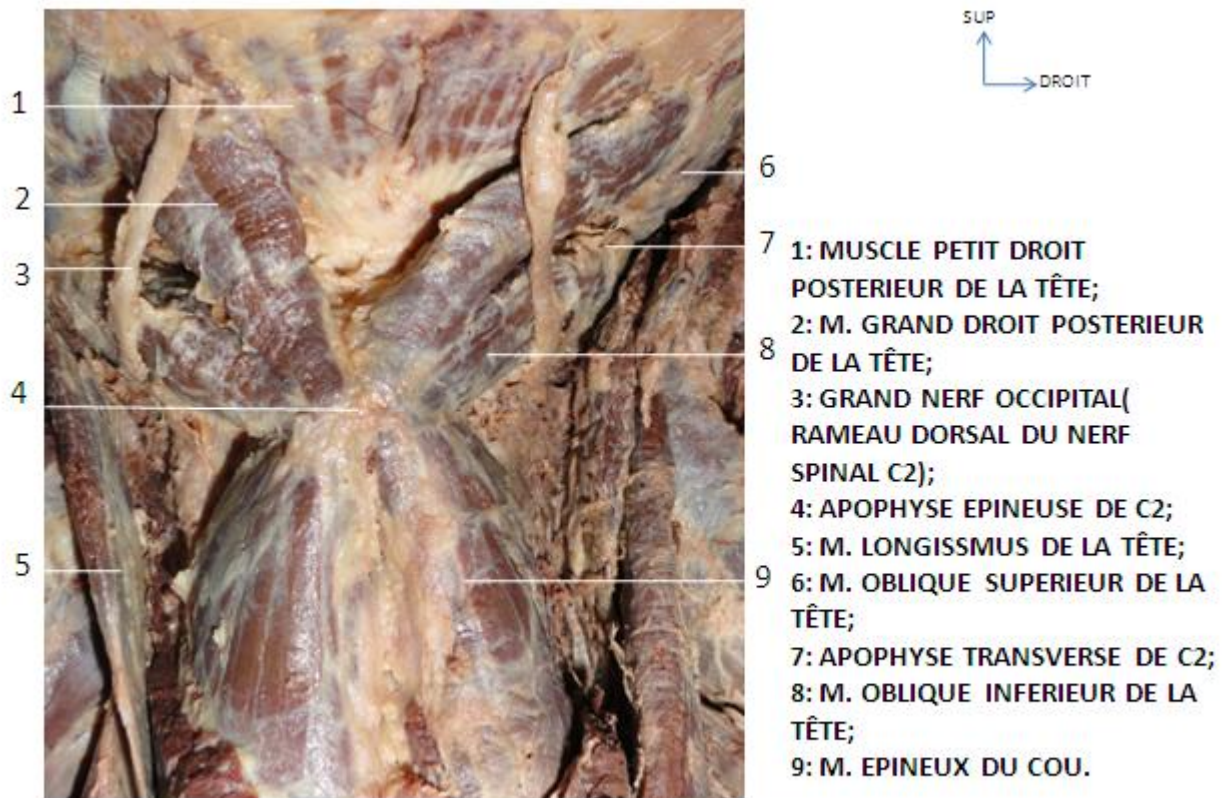 SUP
DROIT
1
2
3
4
5
6
7
8
9
1: MUSCLE PETIT DROIT
POSTERIEUR DE LA TÊTE;
2: M. GRAND DROIT POSTERIEUR
DE LA TÊTE;
3: GRAND NERF OCCIPITAL(
RAMEAU DORSAL DU NERF
SPINAL C2);
4: APOPHYSE EPINEUSE DE C2;
5: M. LONGISSMUS DE LA TÊTE;
6: M. OBLIQUE SUPERIEUR DE LA
TÊTE;
7: APOPHYSE TRANSVERSE DE C2;
8: M. OBLIQUE INFERIEUR DE LA
TÊTE;
9: M. EPINEUX DU COU.